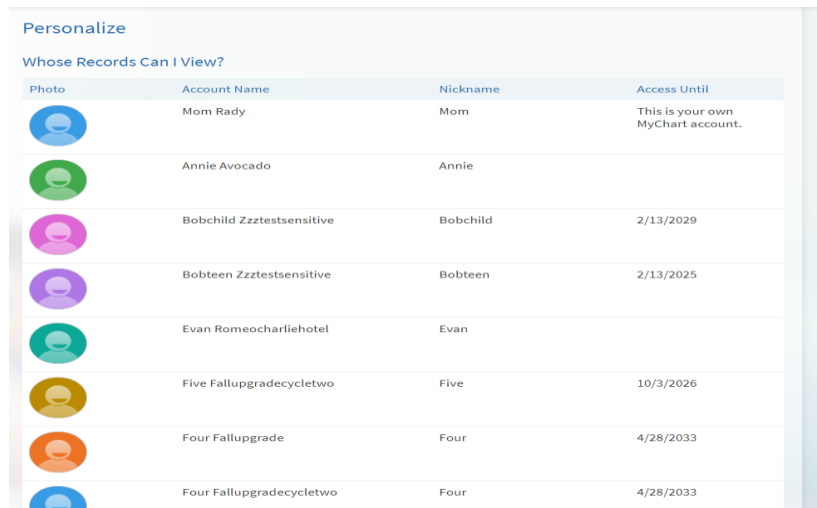 Personalize
Whose Records Can I View?
Photo Account Name Nickname Access Until
Mom Rady Mom This is your own
MyChart account.
Annie Avocado Annie
Bobchild Zzztestsensitive Bobchild 2/13/2029
Bobteen Zzztestsensitive Bobteen 2/13/2025
Evan Romeocharliehotel Evan
Five Fallupgradecycletwo Five 10/3/2026
Four Fallupgrade Four 4/28/2033
Four Fallupgradecycletwo Four 4/28/2033